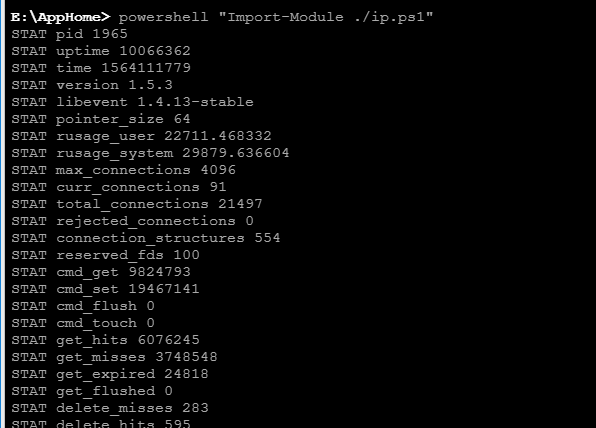 E:\AppHome> powershell "Import-Module ./ip.ps1"
STAT pid 1965
STAT uptime 10066362
STAT time 1564111779
STAT version 1.5.3
STAT libevent 1.4.13-stable
STAT pointer_size 64
STAT rusage_user 22711.468332
STAT rusage_system 29879.636604
STAT max_connections 4096
STAT curr_connections 91
STAT total_connections 21497
STAT rejected_connections 0
STAT connection_structures 554
STAT reserved_fds 100
STAT cmd_get 9824793
STAT cmd_set 19467141
STAT cmd_flush 0
STAT cmd_touch 0
STAT get_hits 6076245
STAT get_misses 3748548
STAT get_expired 24818
STAT get_flushed 0
STAT delete_misses 283
STAT delete_hits 595